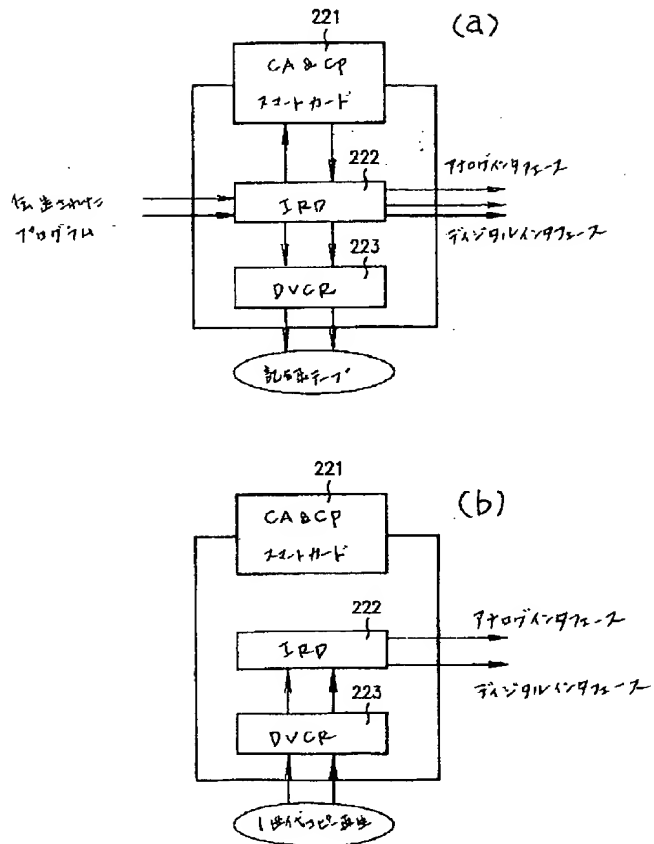 221
(a)
CA & CP
スマートカード
222
アナログインタフェース
伝送された
プログラム
IRD
ディジタルインタフェース
223
DVCR
記録テープ
221
(b)
CA & CP
スマートカード
222
アナログインタフェース
IRD
ディジタルインタフェース
223
DVCR
1世代コピー再生